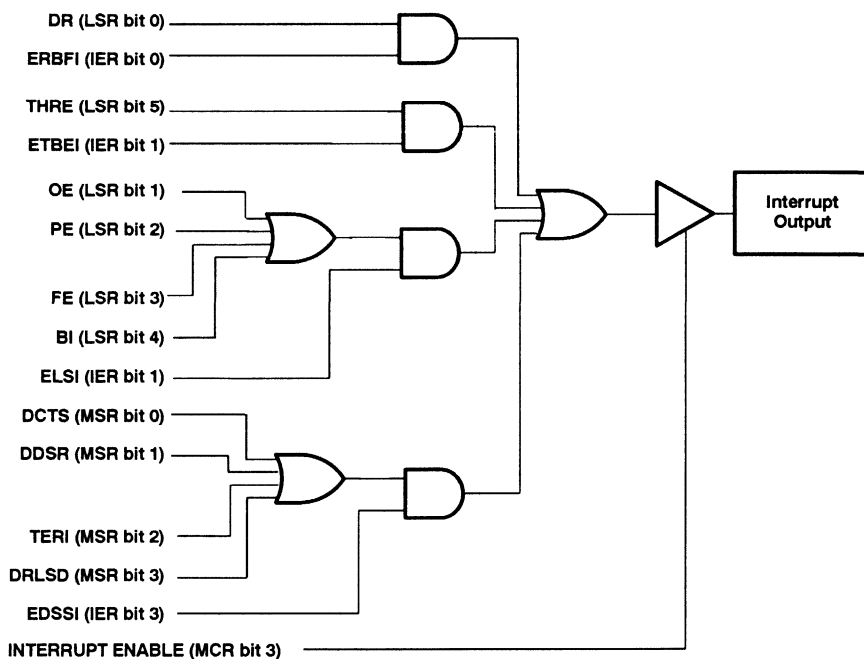 DR (LSR bit 0)
ERBFI (IER bit 0)
THRE (LSR bit 5)
ETBEI (IER bit 1)
OE (LSR bit 1)
PE (LSR bit 2)
FE (LSR bit 3)
BI (LSR bit 4)
ELSI (IER bit 1)
DCTS (MSR bit 0)
DDSR (MSR bit 1)
TERI (MSR bit 2)
DRLSD (MSR bit 3)
EDSSI (IER bit 3)
INTERRUPT ENABLE (MCR bit 3)
Interrupt
Output